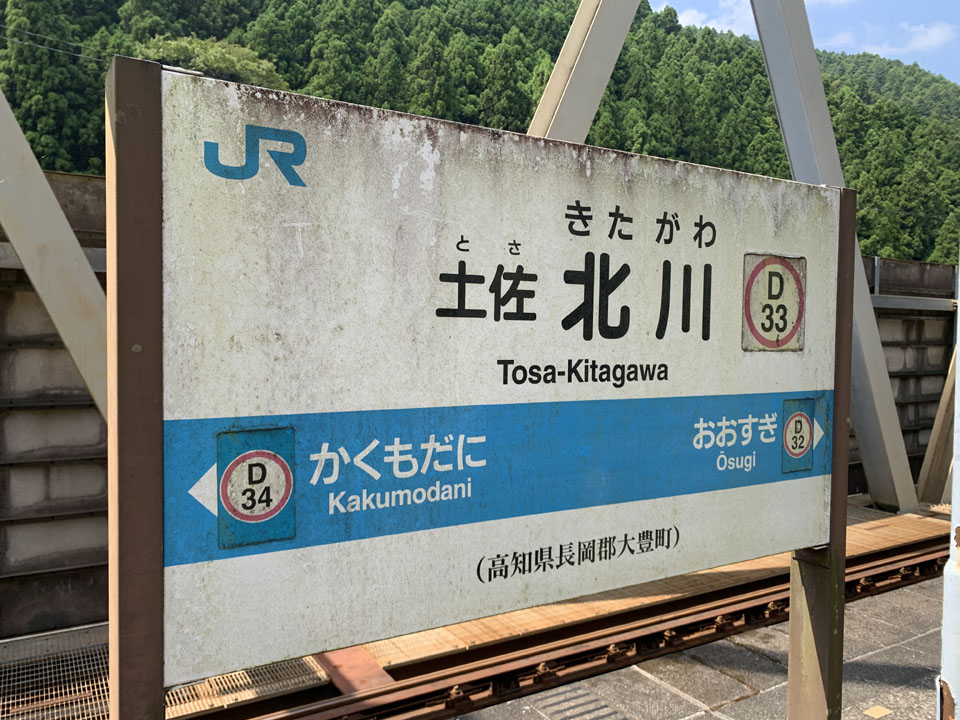 JR
きたがわ
とさ
土佐 北川
D
33
Tosa-Kitagawa
D
34
かくもだに
Kakumodani
おおすぎ
Ōsugi
D
32
(高知県長岡郡大豊町)